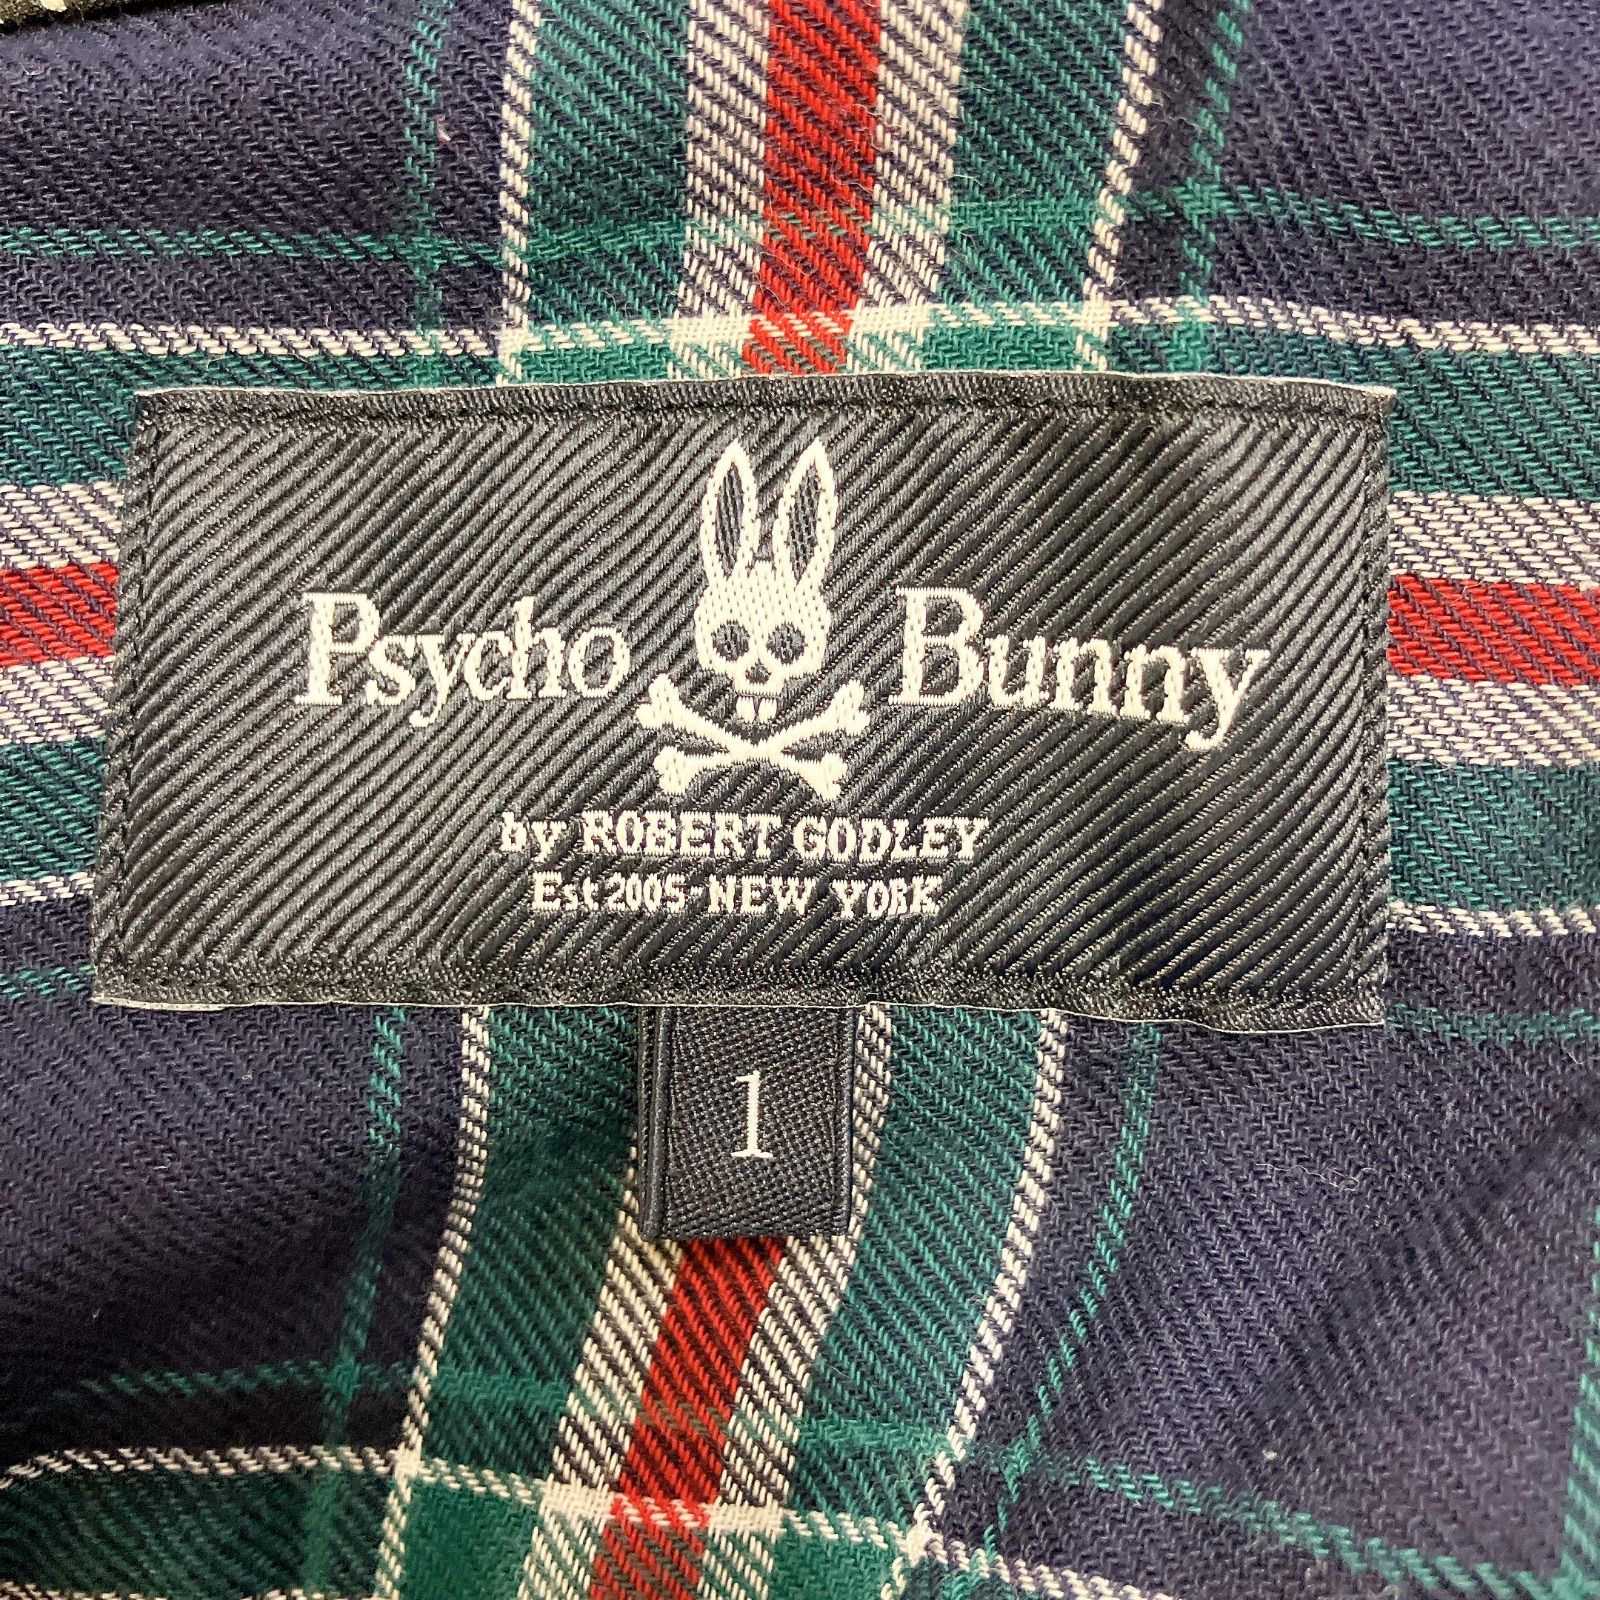 Psycho Bunny
by ROBERT GODLEY
Est 2005-NEW YORK
1